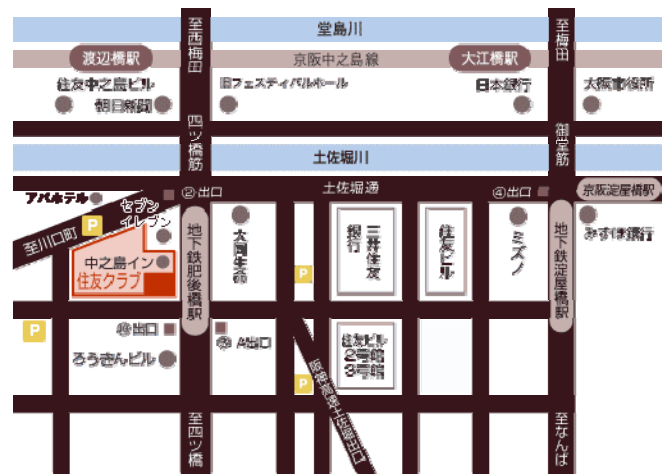 堂島川
至西梅田
至梅田
渡辺橋駅
京阪中之島線
大江橋駅
住友中之島ビル
朝日新聞
旧フェスティバルホール
日本銀行
大阪市役所
四ツ橋筋
御堂筋
土佐堀川
②出口
土佐堀通
④出口
京阪淀屋橋駅
アパホテル
セブン
イレブン
P
至川口町
地下鉄肥後橋駅
大同生命
三井住友
銀行
住友ビル
ミズノ
地下鉄淀屋橋駅
みずほ銀行
中之島イン
住友クラブ
P
P
出口
A出口
ろうきんビル
住友ビル
2号館
3号館
P
阪神高速土佐堀出口
至四ツ橋
至なんば